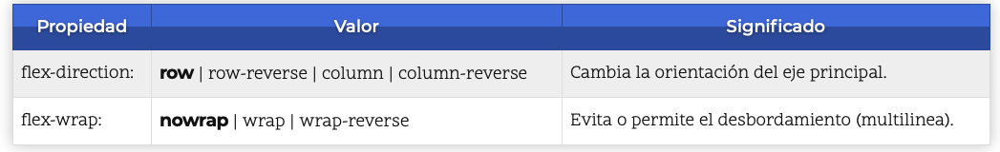 Propiedad Valor Significado
flex-direction: row | row-reverse | column | column-reverse Cambia la orientación del eje principal.
flex-wrap: nowrap | wrap | wrap-reverse Evita o permite el desbordamiento (multilinea).